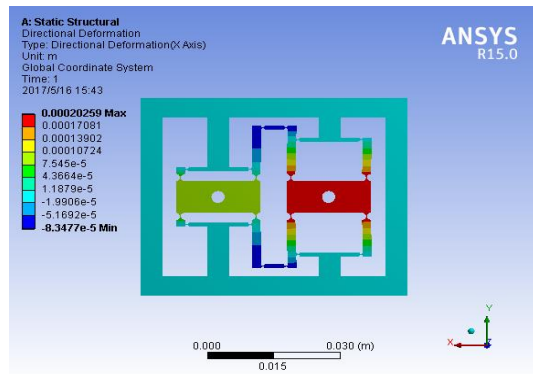 A: Static Structural
Directional Deformation
Type: Directional Deformation(X Axis)
Unit: m
Global Coordinate System
Time: 1
2017/5/16 15:43
ANSYS
R15.0
0.00020259 Max
0.00017081
0.00013902
0.00010724
7.545e-5
4.3664e-5
1.1879e-5
-1.9906e-5
-5.1692e-5
-8.3477e-5 Min
0.000
0.030 (m)
0.015
Y
X